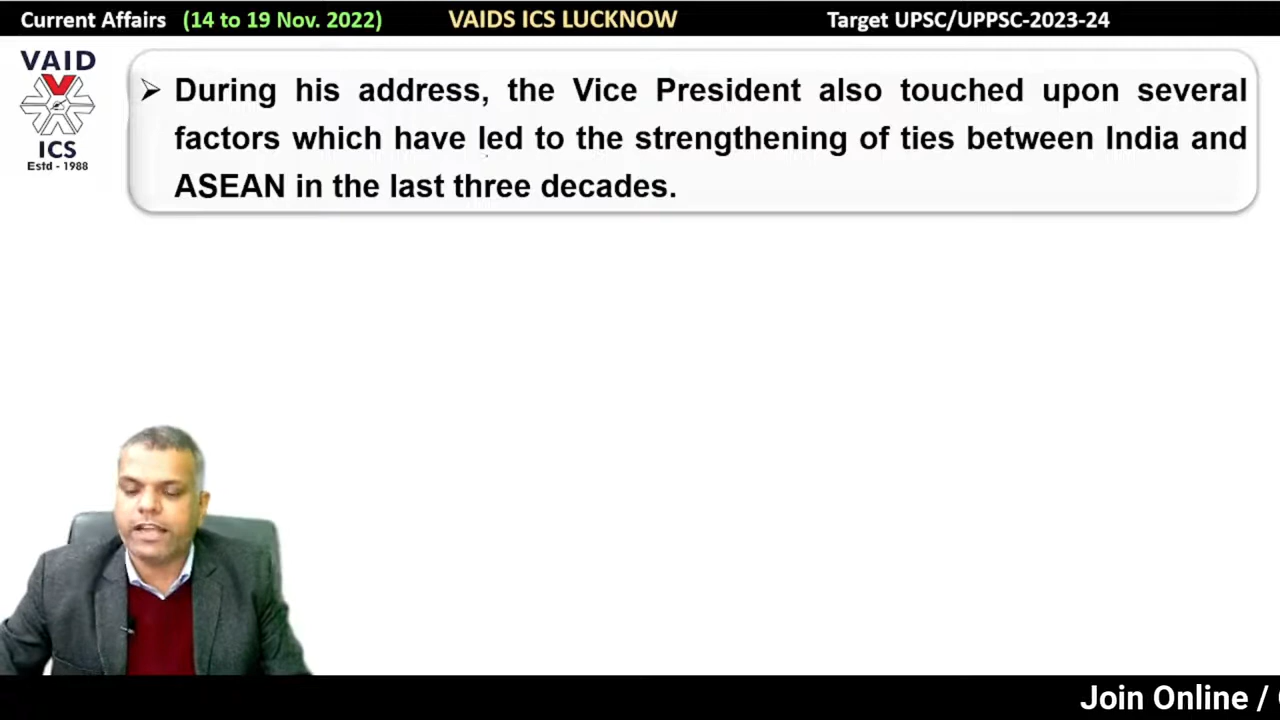 Current Affairs (14 to 19 Nov. 2022) VAIDS ICS LUCKNOW Target UPSC/UPPSC-2023-24
VAID
ICS
Estd - 1988
➢ During his address, the Vice President also touched upon several
factors which have led to the strengthening of ties between India and
ASEAN in the last three decades.
Join Online /